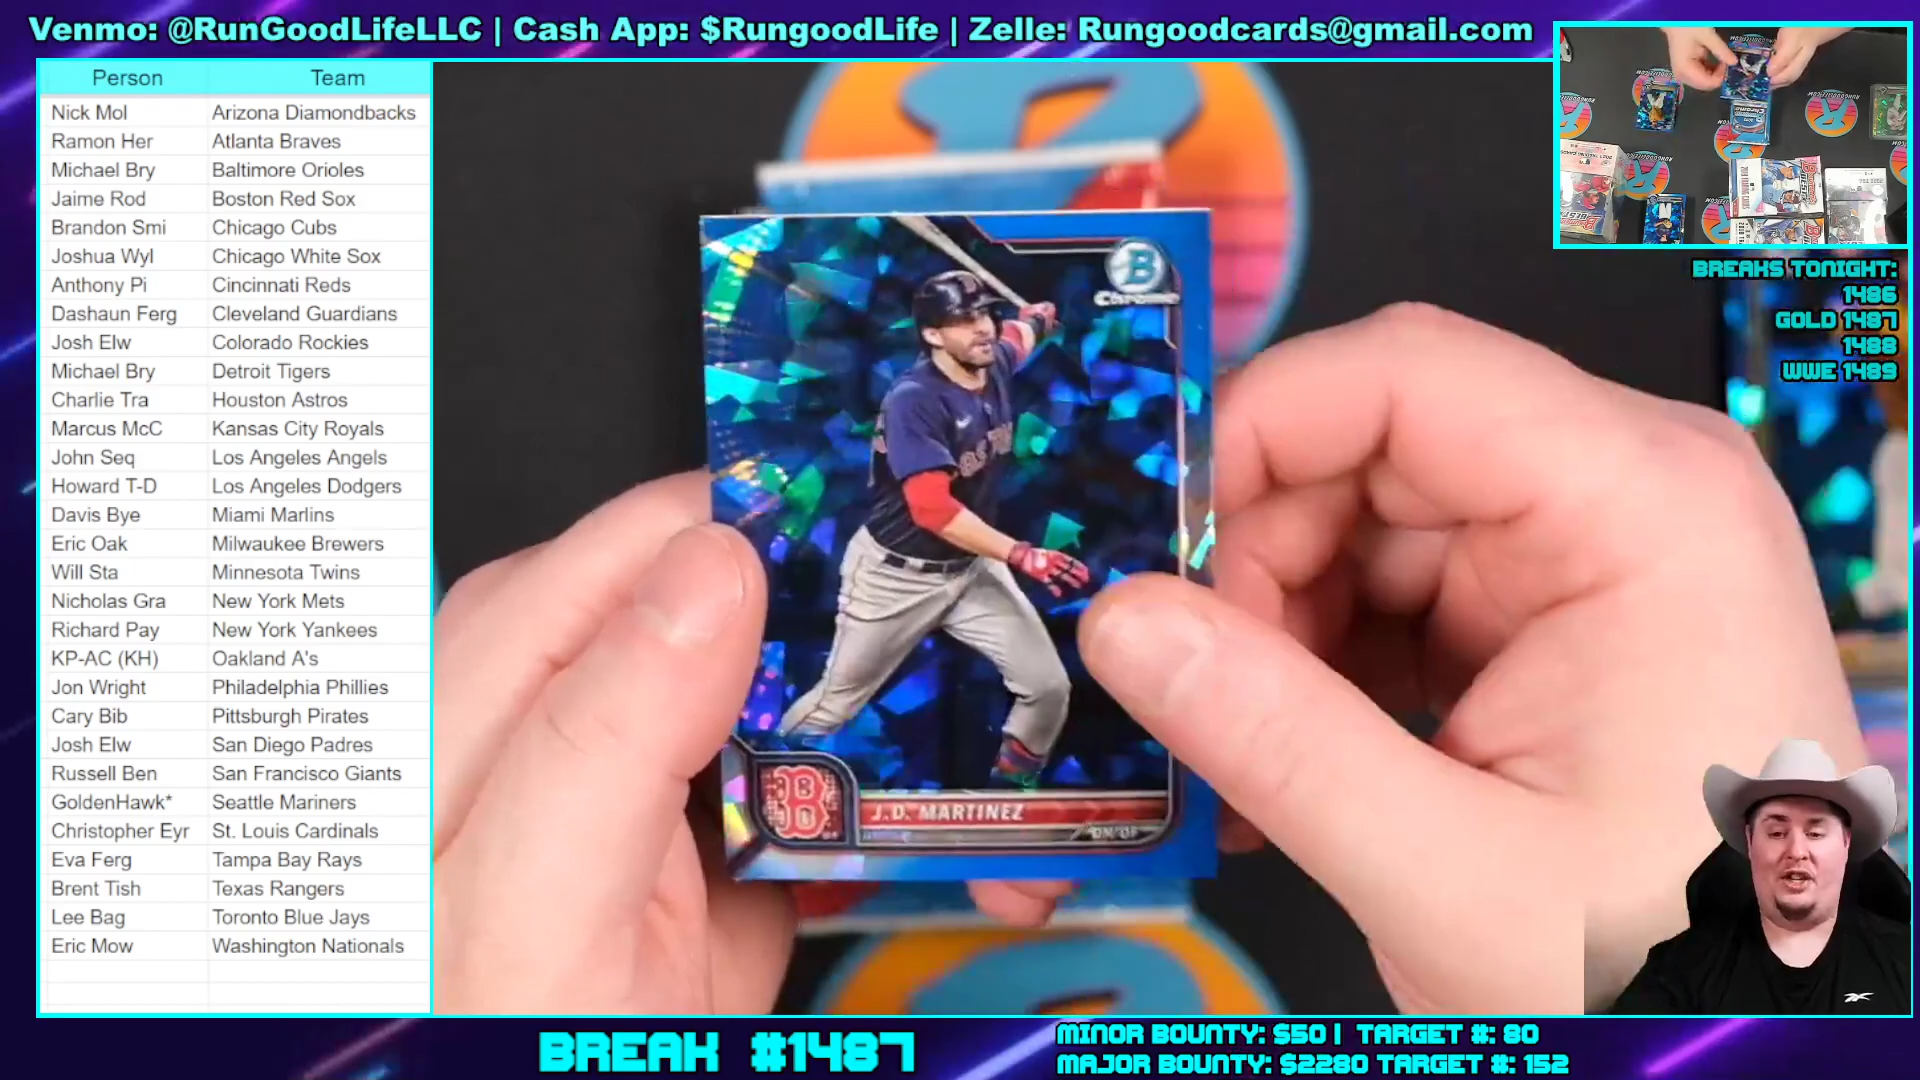 Venmo: @RunGoodLifeLLC | Cash App: $RungoodLife | Zelle: Rungoodcards@gmail.com
Person Team
Nick Mol Arizona Diamondbacks
Ramon Her Atlanta Braves
Michael Bry Baltimore Orioles
Jaime Rod Boston Red Sox
Brandon Smi Chicago Cubs
Joshua Wyl Chicago White Sox
Anthony Pi Cincinnati Reds
Dashaun Ferg Cleveland Guardians
Josh Elw Colorado Rockies
Michael Bry Detroit Tigers
Charlie Tra Houston Astros
Marcus McC Kansas City Royals
John Seq Los Angeles Angels
Howard T-D Los Angeles Dodgers
Davis Bye Miami Marlins
Eric Oak Milwaukee Brewers
Will Sta Minnesota Twins
Nicholas Gra New York Mets
Richard Pay New York Yankees
KP-AC (KH) Oakland A's
Jon Wright Philadelphia Phillies
Cary Bib Pittsburgh Pirates
Josh Elw San Diego Padres
Russell Ben San Francisco Giants
GoldenHawk* Seattle Mariners
Christopher Eyr St. Louis Cardinals
Eva Ferg Tampa Bay Rays
Brent Tish Texas Rangers
Lee Bag Toronto Blue Jays
Eric Mow Washington Nationals
B
Chrome
B
J.D. MARTINEZ
DH/OF
BREAKS TONIGHT:
1486
GOLD 1487
1488
WWE 1489
BREAK #1487
MINOR BOUNTY: $50 | TARGET #: 80
MAJOR BOUNTY: $2280 TARGET #: 152